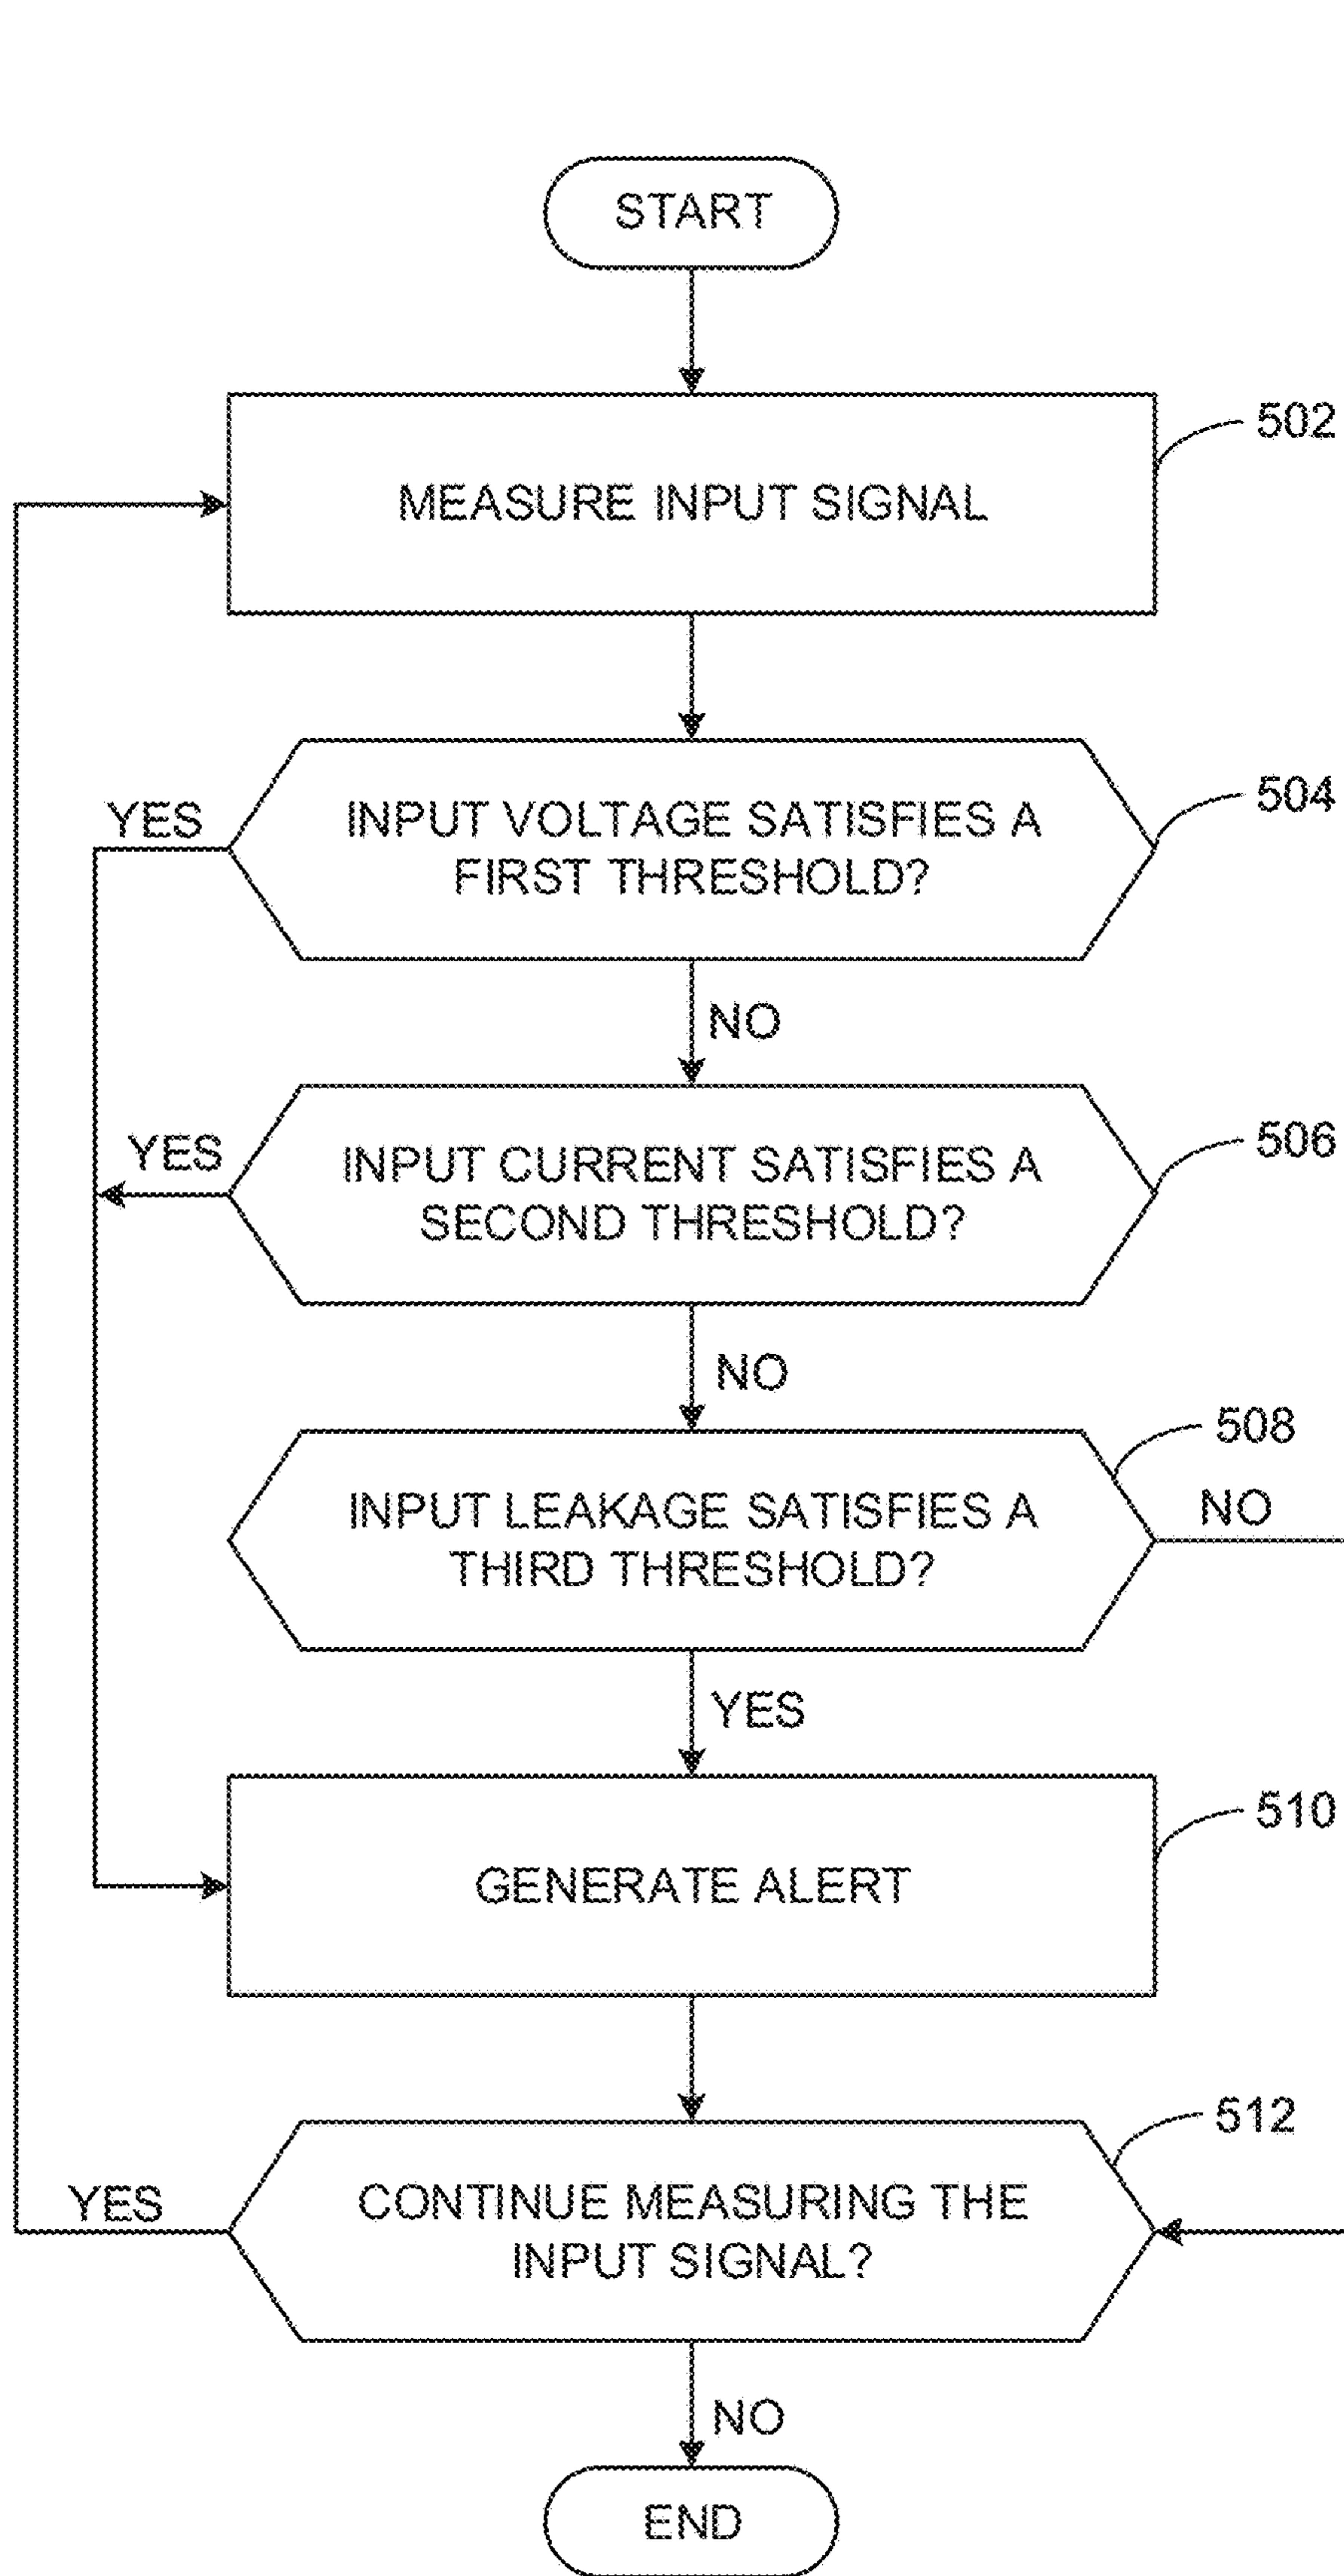 START
502
MEASURE INPUT SIGNAL
504
YES
INPUT VOLTAGE SATISFIES A
FIRST THRESHOLD?
NO
506
YES
INPUT CURRENT SATISFIES A
SECOND THRESHOLD?
NO
508
INPUT LEAKAGE SATISFIES A
THIRD THRESHOLD?
NO
YES
510
GENERATE ALERT
512
YES
CONTINUE MEASURING THE
INPUT SIGNAL?
NO
END